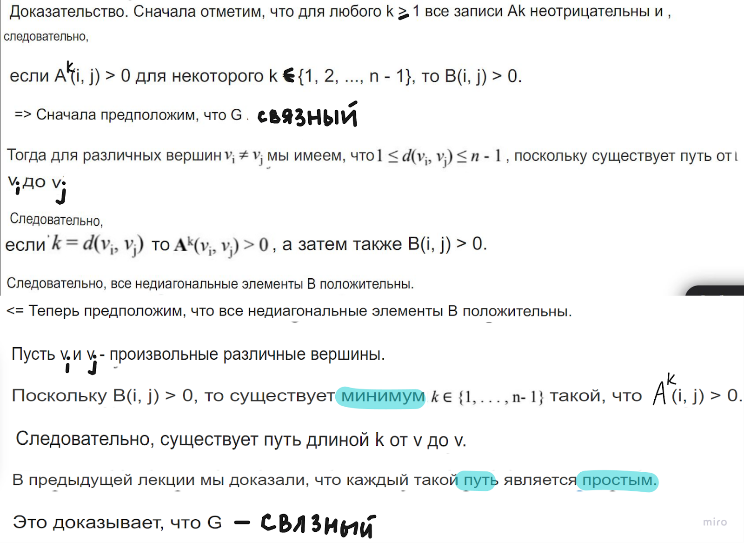 Доказательство. Сначала отметим, что для любого k ≥ 1 все записи Ak неотрицательны и ,
следовательно,
если A^k(i, j) > 0 для некоторого k ∈ {1, 2, ..., n - 1}, то B(i, j) > 0.
=> Сначала предположим, что G . связный
Тогда для различных вершин v_i ≠ v_j мы имеем, что 1 ≤ d(v_i, v_j) ≤ n - 1 , поскольку существует путь от
v_i до v_j
Следовательно,
если k = d(v_i, v_j) то A^k(v_i, v_j) > 0 , а затем также B(i, j) > 0.
Следовательно, все недиагональные элементы B положительны.
<= Теперь предположим, что все недиагональные элементы B положительны.
Пусть v_i и v_j - произвольные различные вершины.
Поскольку B(i, j) > 0, то существует минимум k ∈ {1, . . . , n- 1} такой, что A^k(i, j) > 0.
Следовательно, существует путь длиной k от v до v.
В предыдущей лекции мы доказали, что каждый такой путь является простым.
Это доказывает, что G – связный
miro